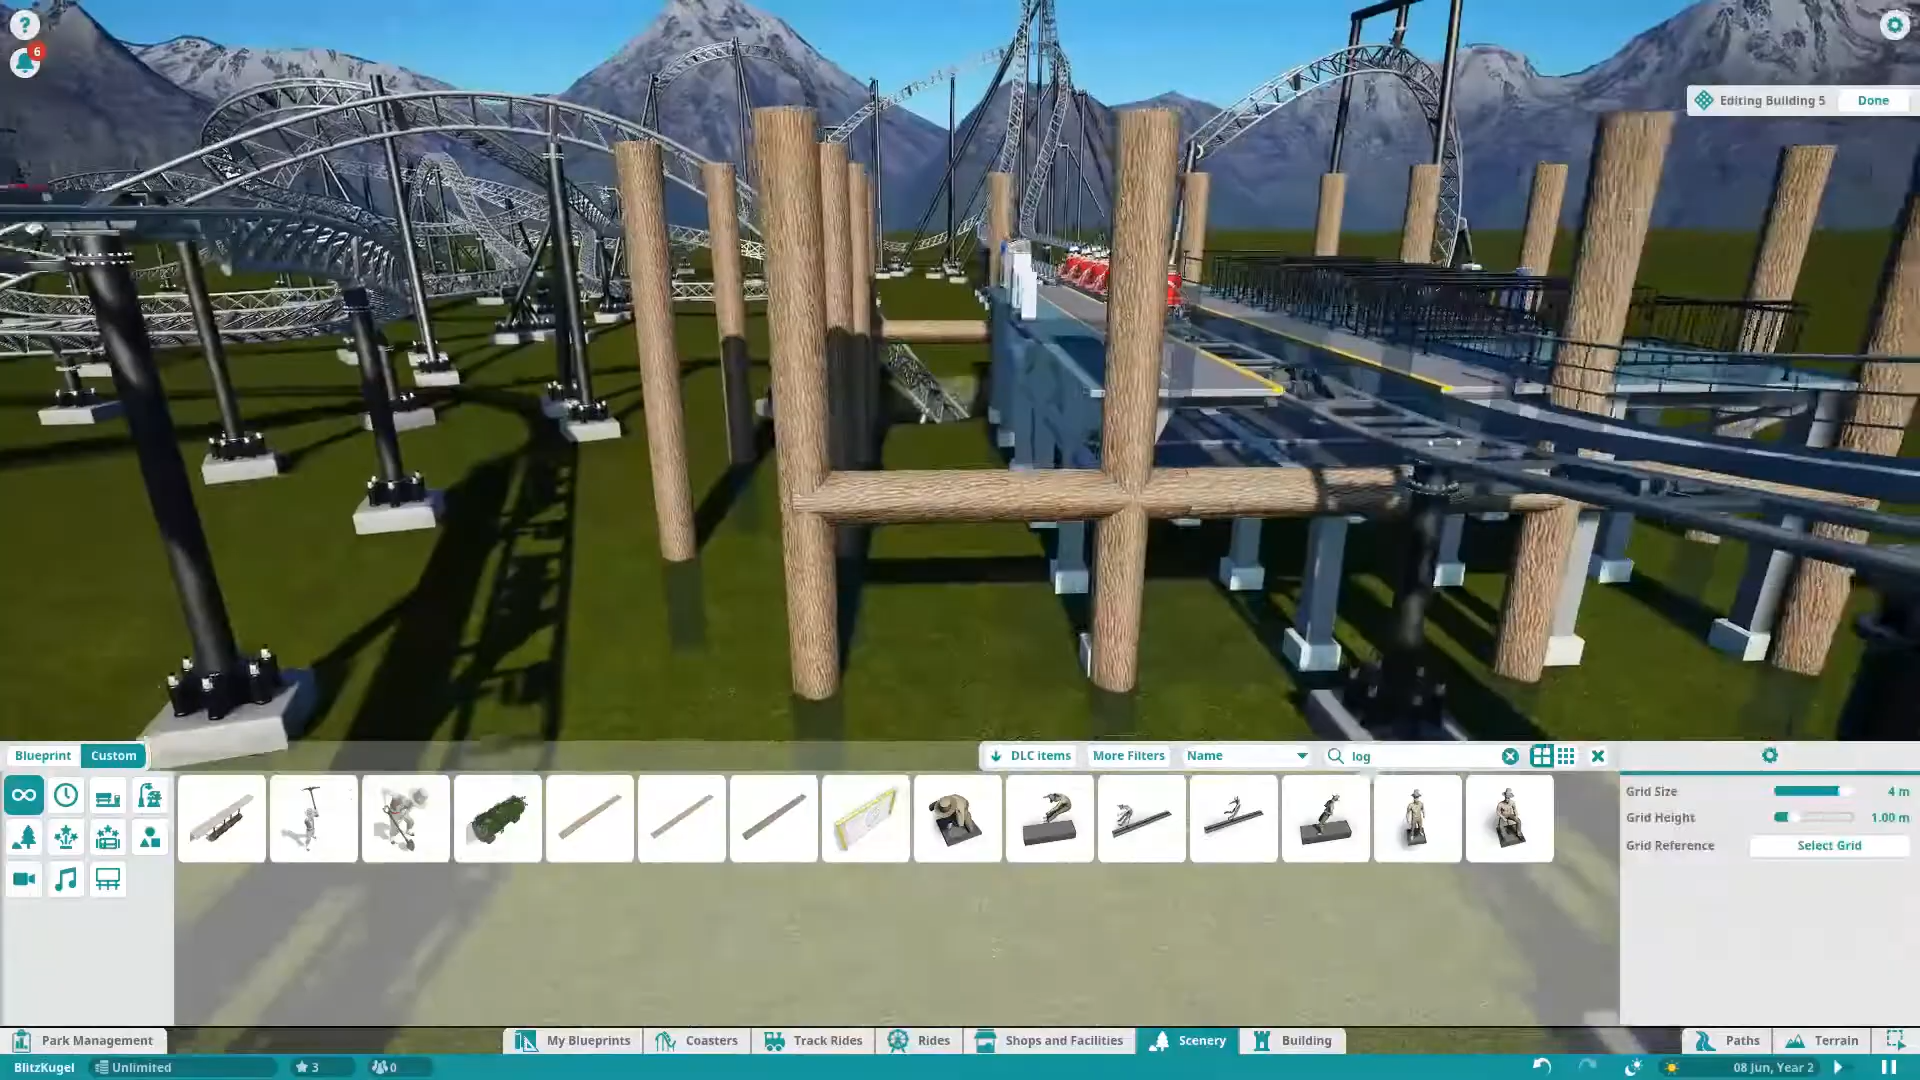 ?
6
Editing Building 5 Done
Blueprint Custom DLC items More Filters Name log
Grid Size 4 m
Grid Height 1.00 m
Grid Reference Select Grid
Park Management My Blueprints Coasters Track Rides Rides Shops and Facilities Scenery Building Paths Terrain
BlitzKugel Unlimited 3 0 08 Jun, Year 2